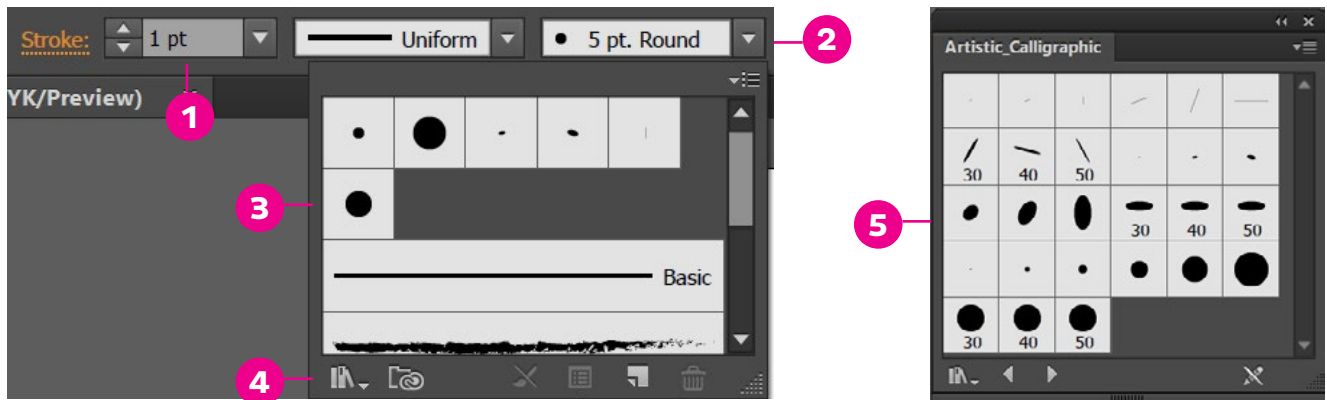 Stroke: 1 pt Uniform 5 pt. Round 2
YK/Preview) ×
1
3
Basic
4
Artistic_Calligraphic
30 40 50
5
30 40 50
30 40 50